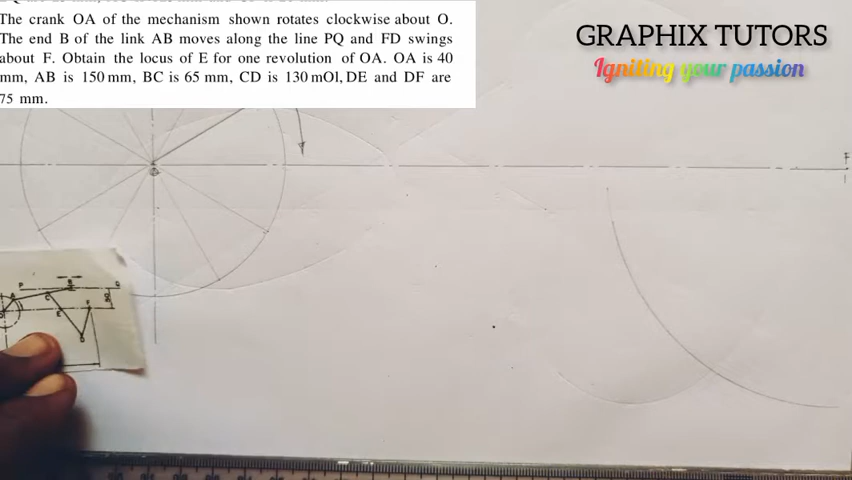 The crank OA of the mechanism shown rotates clockwise about O.
The end B of the link AB moves along the line PQ and FD swings
about F. Obtain the locus of E for one revolution of OA. OA is 40
mm, AB is 150 mm, BC is 65 mm, CD is 130 mOl, DE and DF are
75 mm.
GRAPHIX TUTORS
Igniting your passion
F
P
B
Q
A
C
F
E